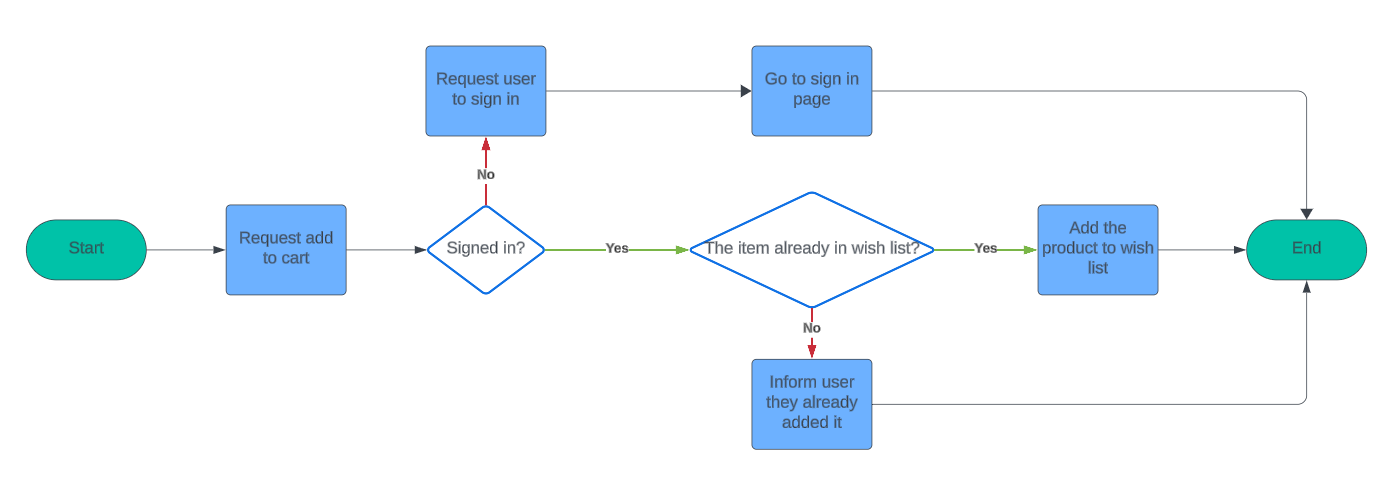 Request user
to sign in
Go to sign in
page
No
Start
Request add
to cart
Signed in?
Yes
The item already in wish list?
Yes
Add the
product to wish
list
End
No
Inform user
they already
added it